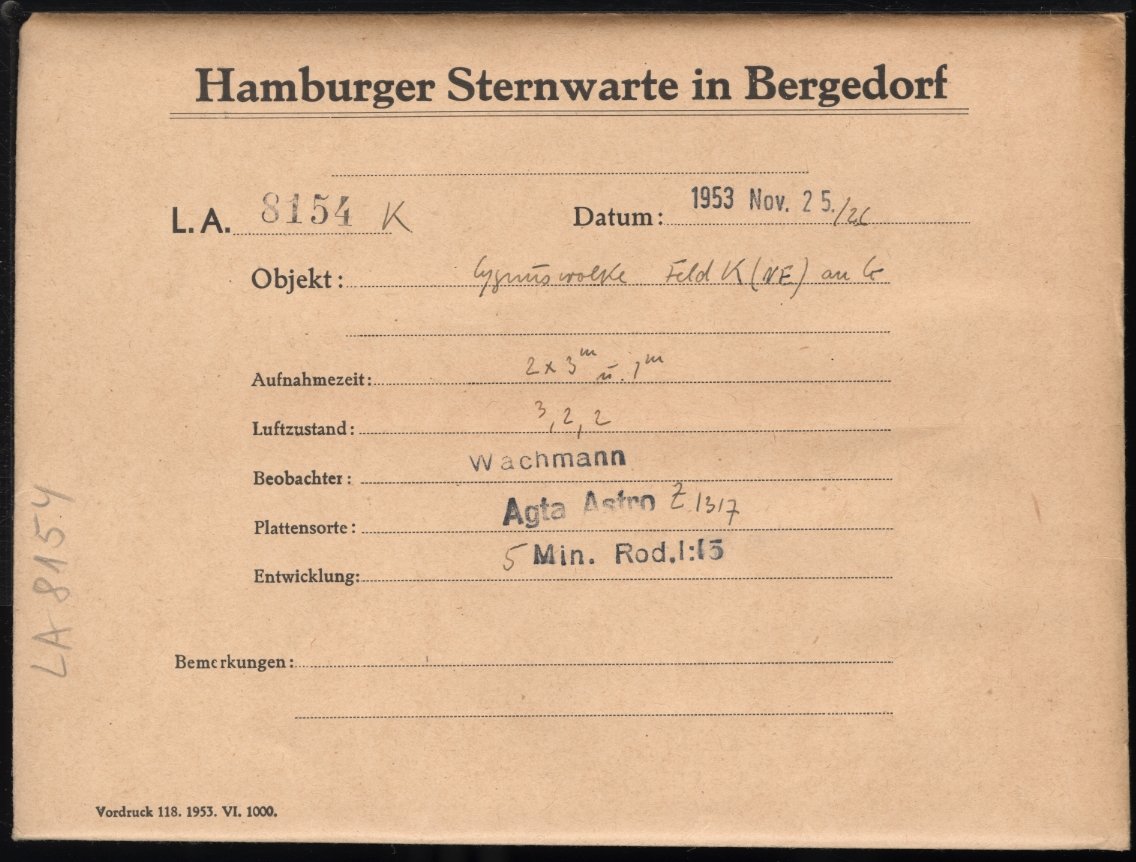 Hamburger Sternwarte in Bergedorf
L.A. 8154 K Datum: 1953 Nov. 25./26
Objekt: Cygnuswolke Feld K (NE) an G
Aufnahmezeit: 2 x 3m u. 1m
Luftzustand: 3, 2, 2
Beobachter: Wachmann
Plattensorte: Agfa Astro Z 1317
Entwicklung: 5 Min. Rod. 1:15
Bemerkungen:
Vordruck 118. 1953. VI. 1000.
LA 8154